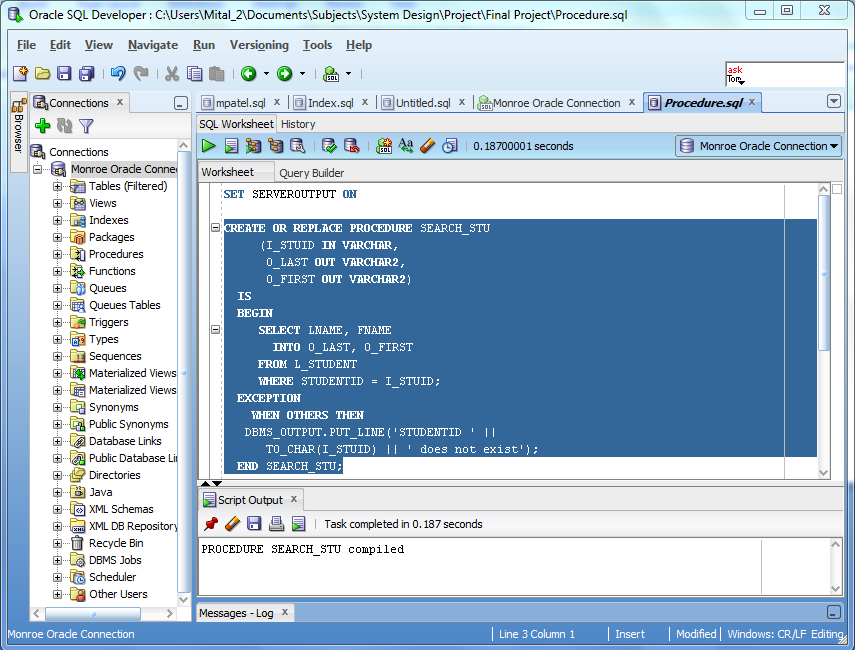 Oracle SQL Developer : C:\Users\Mital_2\Documents\Subjects\System Design\Project\Final Project\Procedure.sql
File Edit View Navigate Run Versioning Tools Help
ask
Tom
Browser
Connections
mpatel.sql Index.sql Untitled.sql Monroe Oracle Connection Procedure.sql
SQL Worksheet History
0.18700001 seconds
Monroe Oracle Connection
Worksheet Query Builder
Connections
Monroe Oracle Connec
Tables (Filtered)
Views
Indexes
Packages
Procedures
Functions
Queues
Queues Tables
Triggers
Types
Sequences
Materialized Views
Materialized Views
Synonyms
Public Synonyms
Database Links
Public Database Li
Directories
Java
XML Schemas
XML DB Repository
Recycle Bin
DBMS Jobs
Scheduler
Other Users
SET SERVEROUTPUT ON
CREATE OR REPLACE PROCEDURE SEARCH_STU
(I_STUID IN VARCHAR,
O_LAST OUT VARCHAR2,
O_FIRST OUT VARCHAR2)
IS
BEGIN
SELECT LNAME, FNAME
INTO O_LAST, O_FIRST
FROM L_STUDENT
WHERE STUDENTID = I_STUID;
EXCEPTION
WHEN OTHERS THEN
DBMS_OUTPUT.PUT_LINE('STUDENTID ' ||
TO_CHAR(I_STUID) || ' does not exist');
END SEARCH_STU;
Script Output
Task completed in 0.187 seconds
PROCEDURE SEARCH_STU compiled
Messages - Log
Monroe Oracle Connection
Line 3 Column 1 Insert Modified Windows: CR/LF Editing